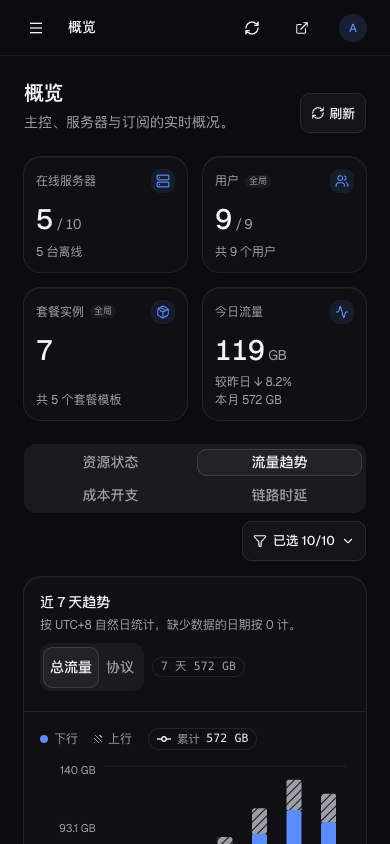 概览
A
概览
主控、服务器与订阅的实时概况。
刷新
在线服务器
5 / 10
5 台离线
用户 全局
9 / 9
共 9 个用户
套餐实例 全局
7
共 5 个套餐模板
今日流量
119 GB
较昨日 ↓ 8.2%
本月 572 GB
资源状态
流量趋势
成本开支
链路时延
已选 10/10
近 7 天趋势
按 UTC+8 自然日统计，缺少数据的日期按 0 计。
总流量 协议 7 天 572 GB
下行 上行 累计 572 GB
140 GB
93.1 GB